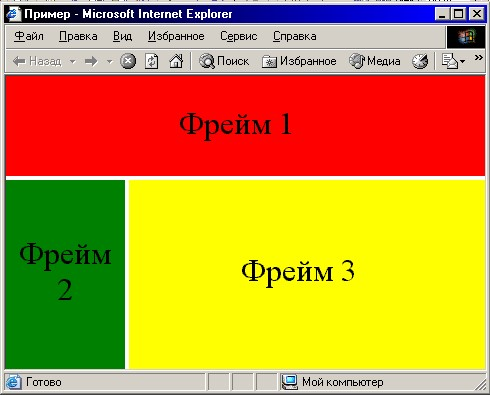 Пример - Microsoft Internet Explorer
Файл Правка Вид Избранное Сервис Справка
Назад Поиск Избранное Медиа
Фрейм 1
Фрейм
2
Фрейм 3
Готово Мой компьютер